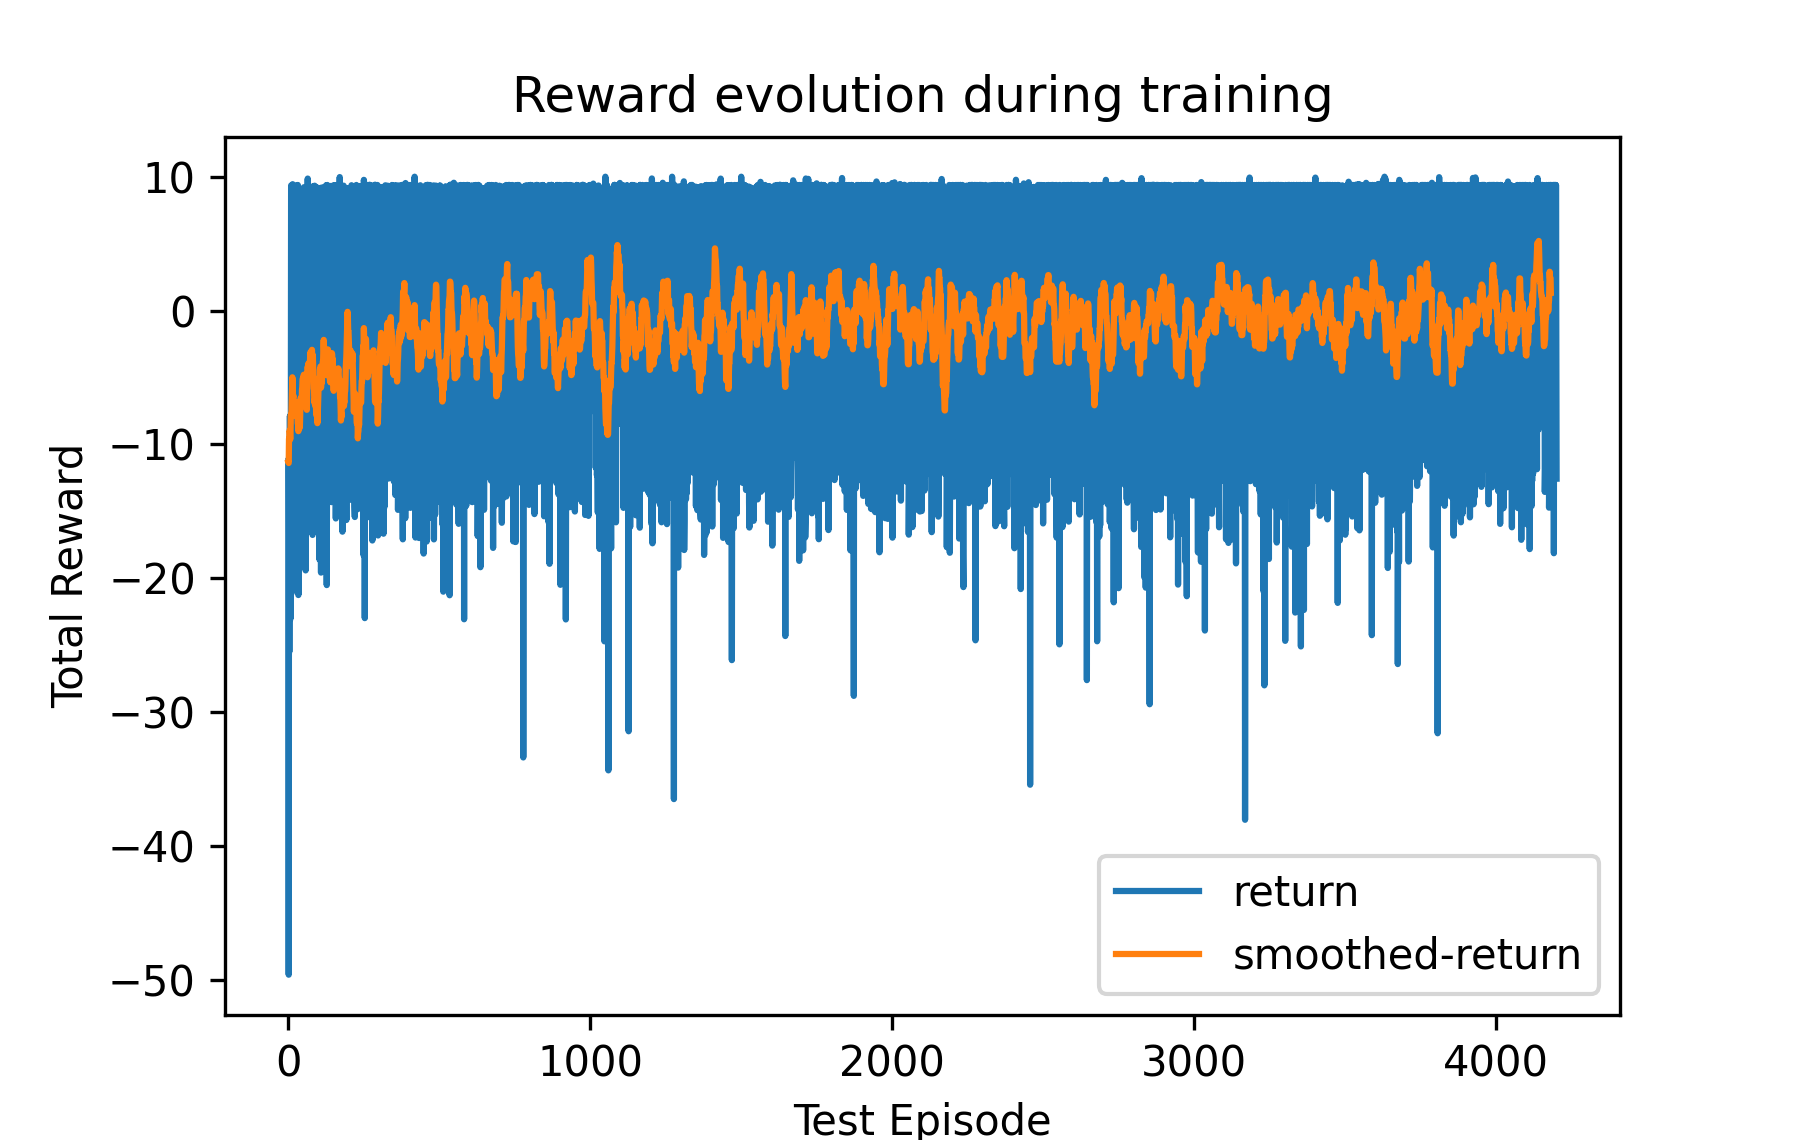 Reward evolution during training
Total Reward
10
0
−10
−20
−30
−40
−50
0 1000 2000 3000 4000
Test Episode
return
smoothed-return